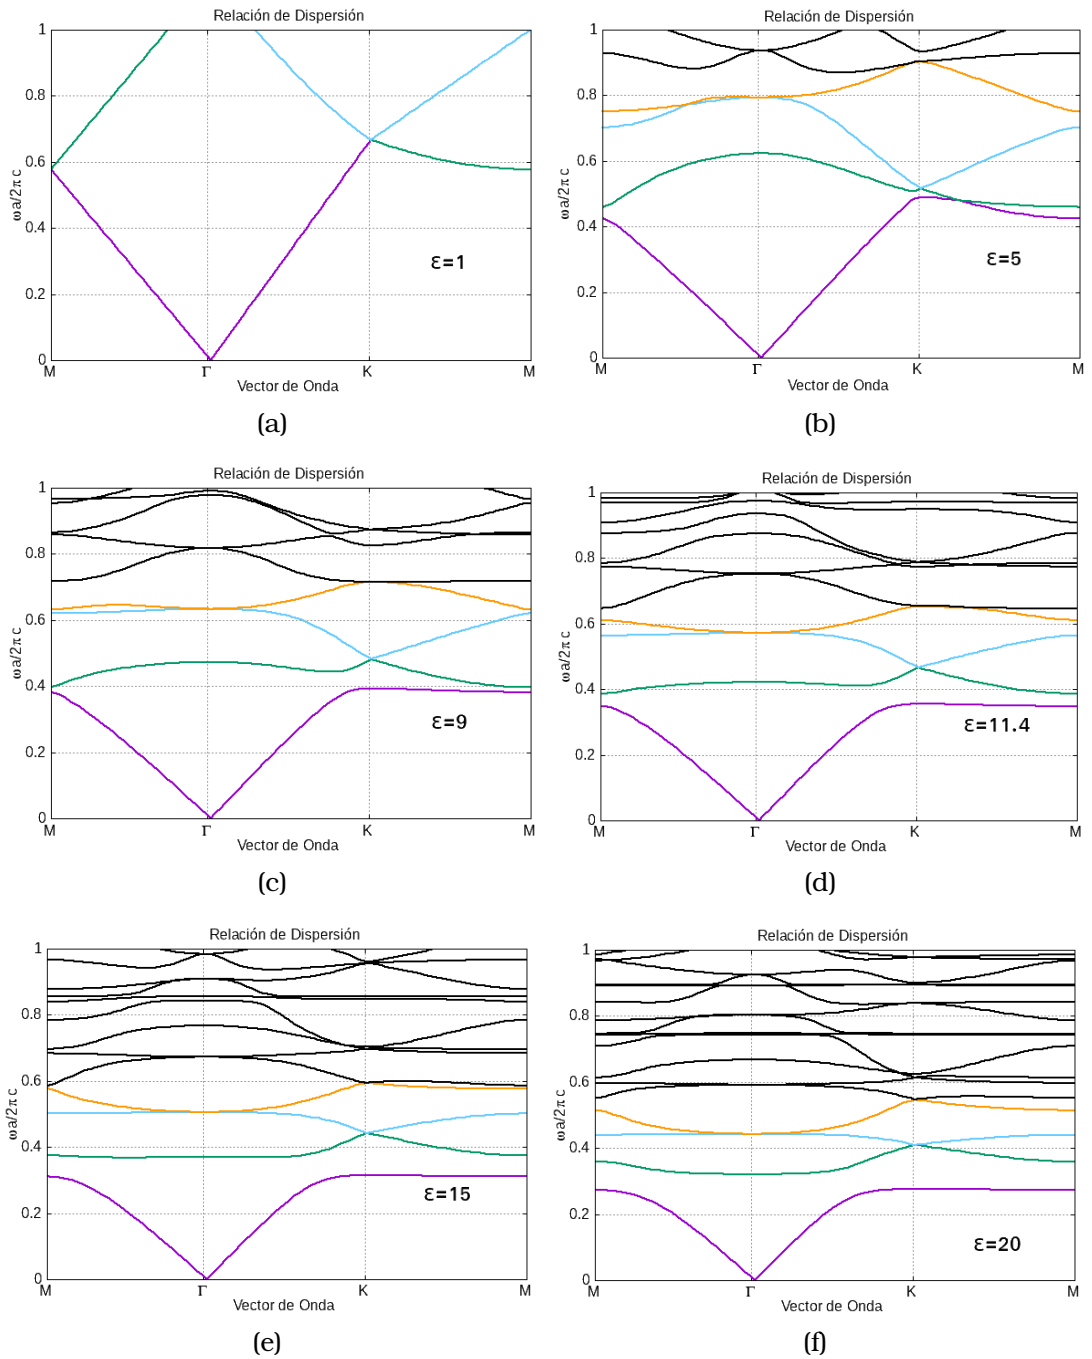 Relación de Dispersión
1
0.8
0.6
0.4
0.2
0
ωa/2π c
ε=1
M Γ K M
Vector de Onda
(a)
Relación de Dispersión
1
0.8
0.6
0.4
0.2
0
ωa/2π c
ε=5
M Γ K M
Vector de Onda
(b)
Relación de Dispersión
1
0.8
0.6
0.4
0.2
0
ωa/2π c
ε=9
M Γ K M
Vector de Onda
(c)
Relación de Dispersión
1
0.8
0.6
0.4
0.2
0
ωa/2π c
ε=11.4
M Γ K M
Vector de Onda
(d)
Relación de Dispersión
1
0.8
0.6
0.4
0.2
0
ωa/2π c
ε=15
M Γ K M
Vector de Onda
(e)
Relación de Dispersión
1
0.8
0.6
0.4
0.2
0
ωa/2π c
ε=20
M Γ K M
Vector de Onda
(f)